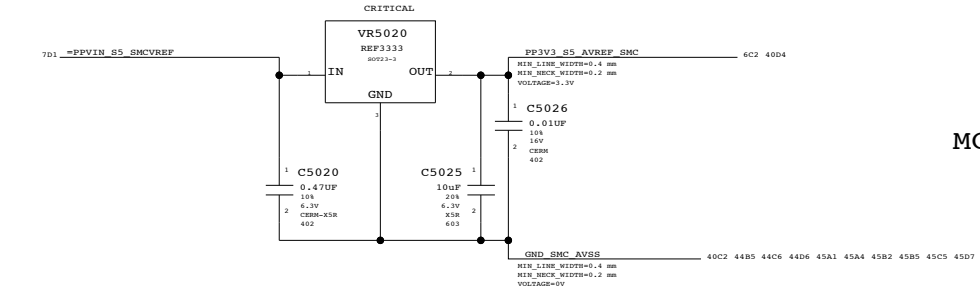 CRITICAL
VR5020
REF3333
SOT23-3
7D1 =PPVIN_S5_SMCVREF
PP3V3_S5_AVREF_SMC 6C2 40D4
MIN_LINE_WIDTH=0.4 mm
MIN_NECK_WIDTH=0.2 mm
VOLTAGE=3.3V
1 IN OUT 2
GND
3
1 C5026
0.01UF
10%
16V
2 CERM
402
MC
1 C5020
0.47UF
10%
6.3V
2 CERM-X5R
402
C5025 1
10uF
20%
6.3V
X5R 2
603
GND_SMC_AVSS 40C2 44B5 44C6 44D6 45A1 45A4 45B2 45B5 45C5 45D7
MIN_LINE_WIDTH=0.4 mm
MIN_NECK_WIDTH=0.2 mm
VOLTAGE=0V